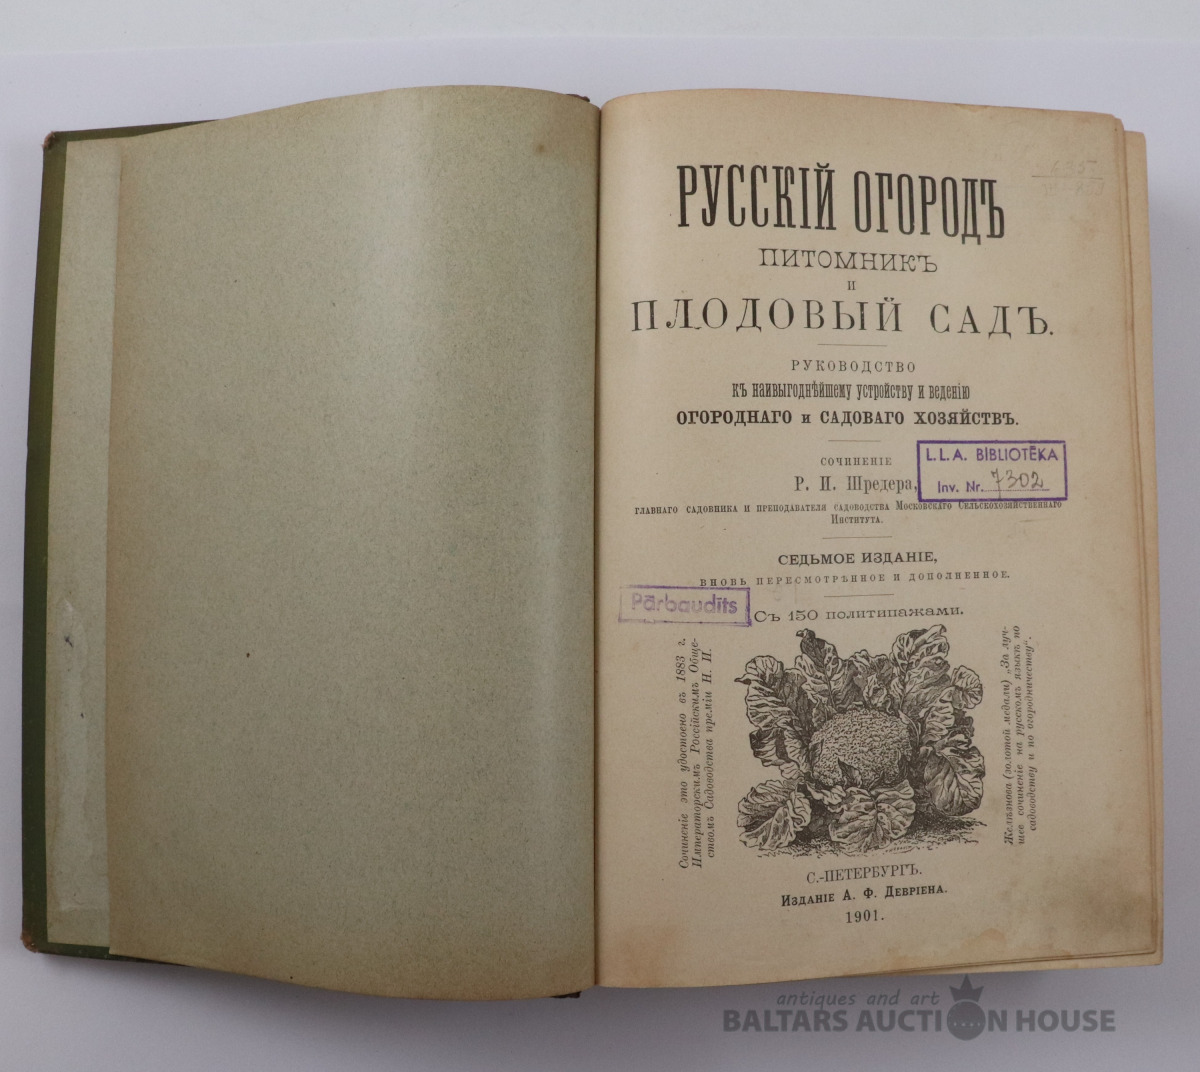 РУССКІЙ ОГОРОДЪ
ПИТОМНИКЪ
И
ПЛОДОВЫЙ САДЪ.
РУКОВОДСТВО
КЪ НАИВЫГОДНѢЙШЕМУ УСТРОЙСТВУ И ВЕДЕНІЮ
ОГОРОДНАГО И САДОВАГО ХОЗЯЙСТВЪ.
СОЧИНЕНІЕ
Р. И. Шредера,
ГЛАВНАГО САДОВНИКА И ПРЕПОДАВАТЕЛЯ САДОВОДСТВА МОСКОВСКАГО СЕЛЬСКОХОЗЯЙСТВЕННАГО
ИНСТИТУТА.
L.L.A. BIBLIOTĒKA
Inv. Nr. 7302
СЕДЬМОЕ ИЗДАНІЕ,
ВНОВЬ ПЕРЕСМОТРѢННОЕ И ДОПОЛНЕННОЕ.
Pārbaudīts
Съ 150 политипажами.
Сочиненіе это удостоено въ 1883 г.
Императорскимъ Россійскимъ Обще-
ствомъ Садоводства преміи Н. И.
Желѣзнова (золотой медали) „За луч-
шее сочиненіе на русскомъ языкѣ по
садоводству и по огородничеству“.
С.-ПЕТЕРБУРГЪ.
ИЗДАНІЕ А. Ф. ДЕВРІЕНА.
1901.
antiques and art
BALTARS AUCTION HOUSE